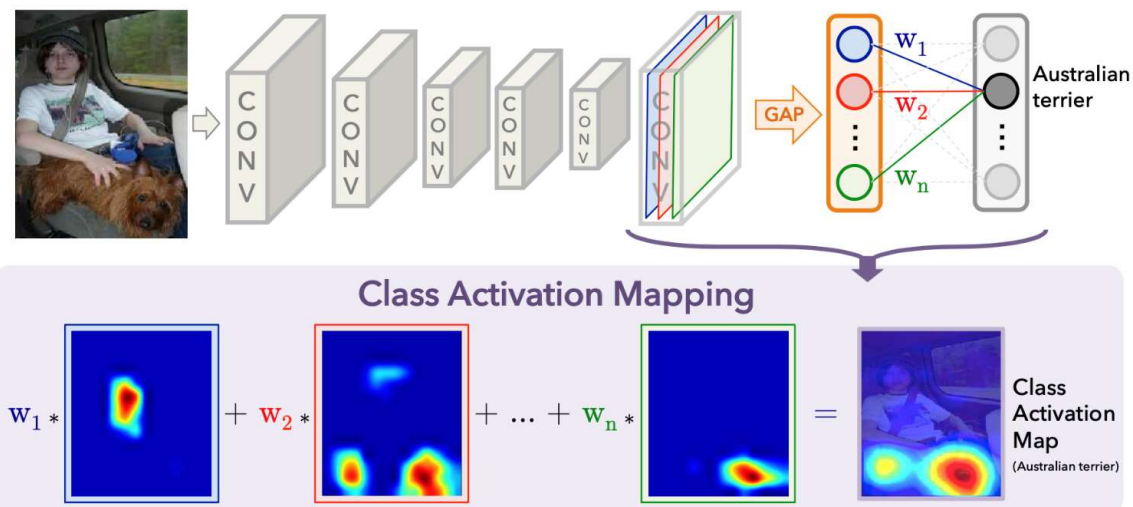 CONV
CONV
CONV
CONV
CONV
CONV
GAP
w1
w2
wn
Australian
terrier
Class Activation Mapping
w1 * + w2 * + ... + wn * =
Class
Activation
Map
(Australian terrier)